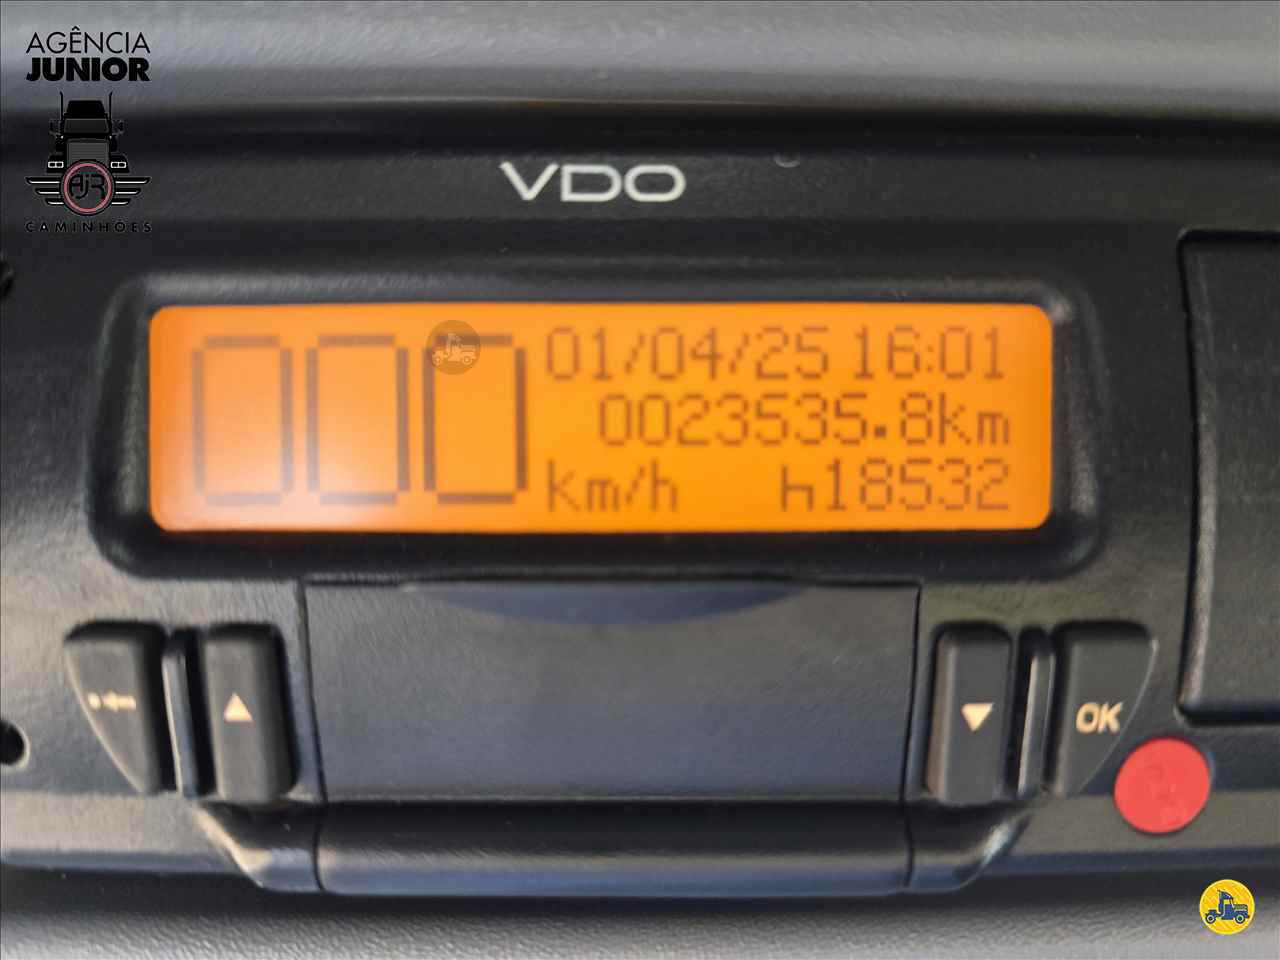 AGÊNCIA
JUNIOR
AJR
CAMINHÕES
VDO
000
01/04/25 16:01
0023535.8km
km/h h18532
OK